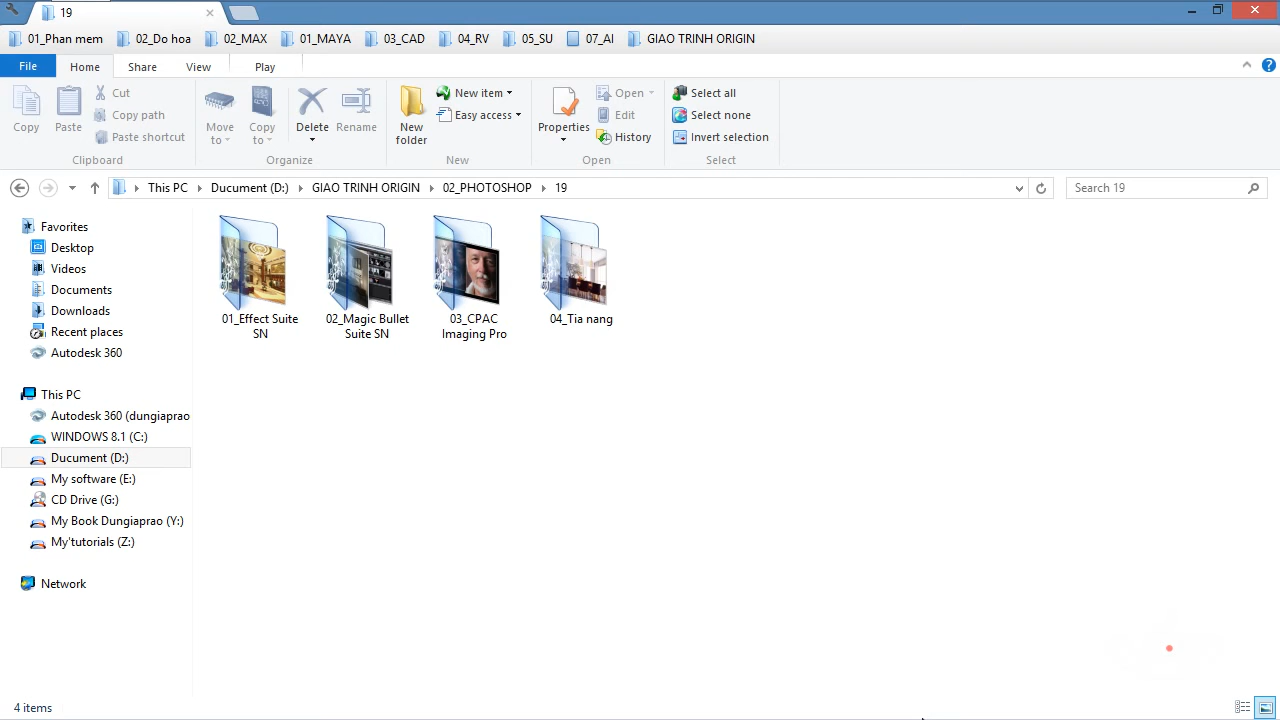 19
01_Phan mem 02_Do hoa 02_MAX 01_MAYA 03_CAD 04_RV 05_SU 07_AI GIAO TRINH ORIGIN
File Home Share View Play
Copy
Paste
Cut
Copy path
Paste shortcut
Clipboard
Move to
Copy to
Delete
Rename
Organize
New folder
New item
Easy access
New
Properties
Open
Edit
History
Open
Select all
Select none
Invert selection
Select
This PC Ducument (D:) GIAO TRINH ORIGIN 02_PHOTOSHOP 19
Search 19
Favorites
Desktop
Videos
Documents
Downloads
Recent places
Autodesk 360
This PC
Autodesk 360 (dungiaprao
WINDOWS 8.1 (C:)
Ducument (D:)
My software (E:)
CD Drive (G:)
My Book Dungiaprao (Y:)
My'tutorials (Z:)
Network
01_Effect Suite
SN
02_Magic Bullet
Suite SN
03_CPAC
Imaging Pro
04_Tia nang
4 items